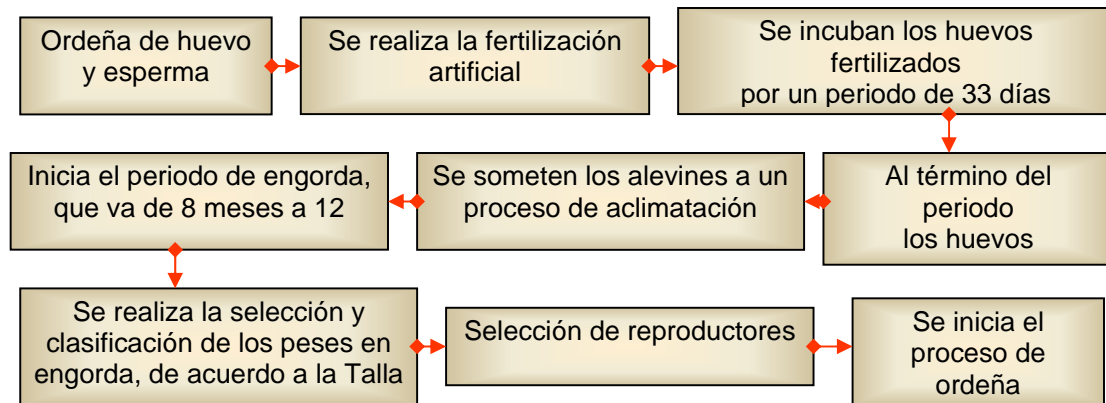 Ordeña de huevo
y esperma
Se realiza la fertilización
artificial
Se incuban los huevos
fertilizados
por un periodo de 33 días
Al término del
periodo
los huevos
Se someten los alevines a un
proceso de aclimatación
Inicia el periodo de engorda,
que va de 8 meses a 12
Se realiza la selección y
clasificación de los peses en
engorda, de acuerdo a la Talla
Selección de reproductores
Se inicia el
proceso de
ordeña